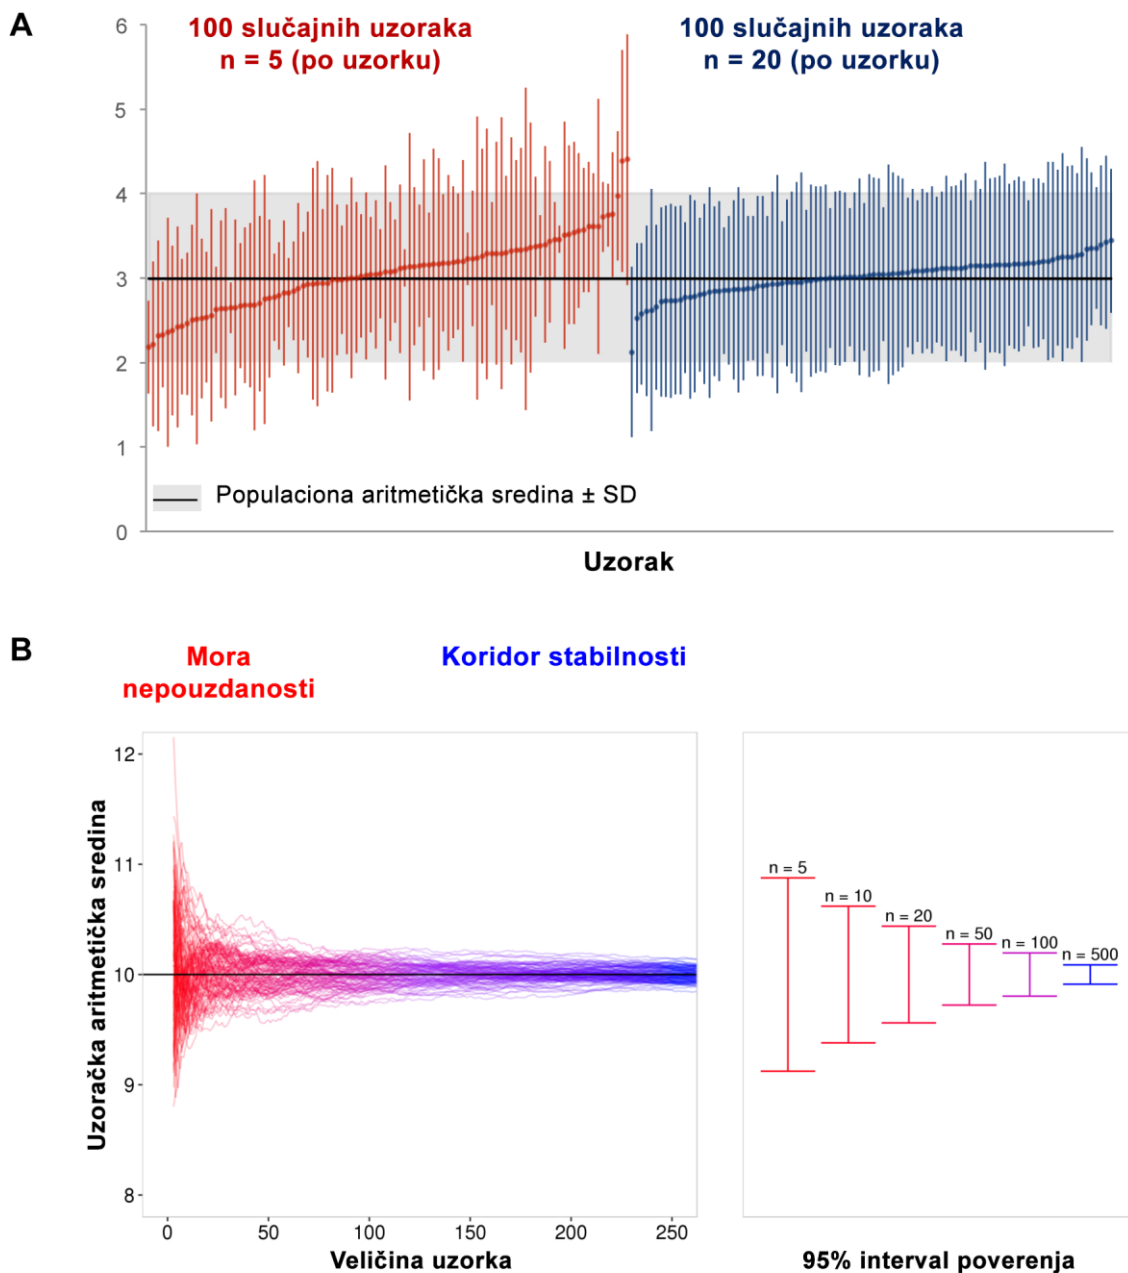 A
100 slučajnih uzoraka
n = 5 (po uzorku)
100 slučajnih uzoraka
n = 20 (po uzorku)
6
5
4
3
2
1
0
Populaciona aritmetička sredina ± SD
Uzorak
B
Mora
nepouzdanosti
Koridor stabilnosti
Uzoračka aritmetička sredina
12
11
10
9
8
0 50 100 150 200 250
Veličina uzorka
n = 5
n = 10
n = 20
n = 50
n = 100
n = 500
95% interval poverenja